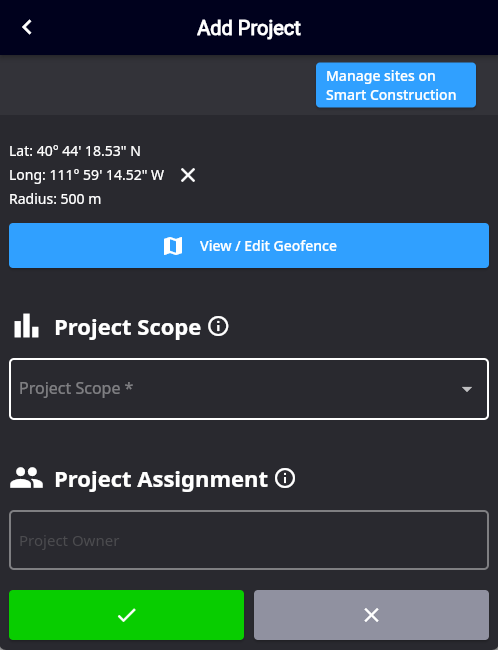 Add Project
Manage sites on
Smart Construction
Lat: 40° 44' 18.53" N
Long: 111° 59' 14.52" W
Radius: 500 m
View / Edit Geofence
Project Scope
Project Scope *
Project Assignment
Project Owner